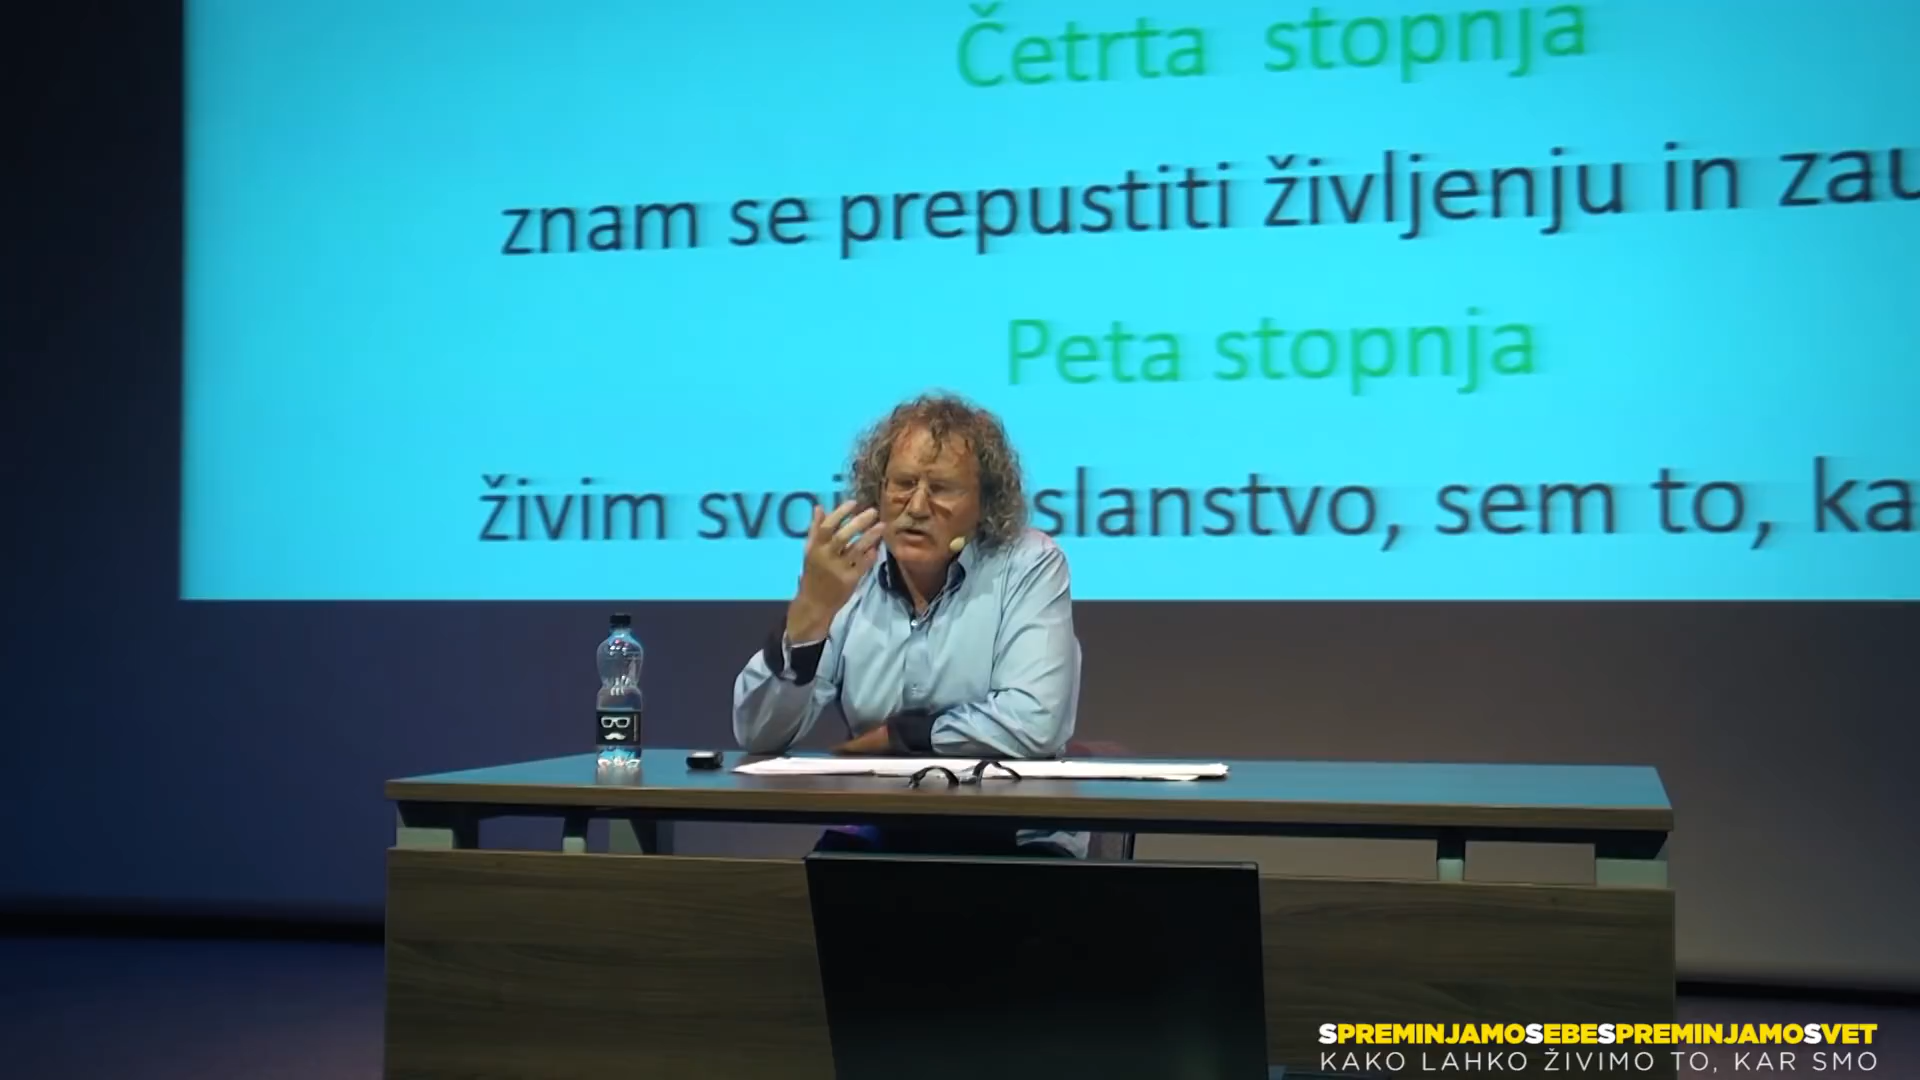 Četrta stopnja
znam se prepustiti življenju in
Peta stopnja
živim slanstvo, sem to,
SPREMINJAMOSEBESPREMINJAMOSVET
KAKO LAHKO ŽIVIMO TO, KAR SMO